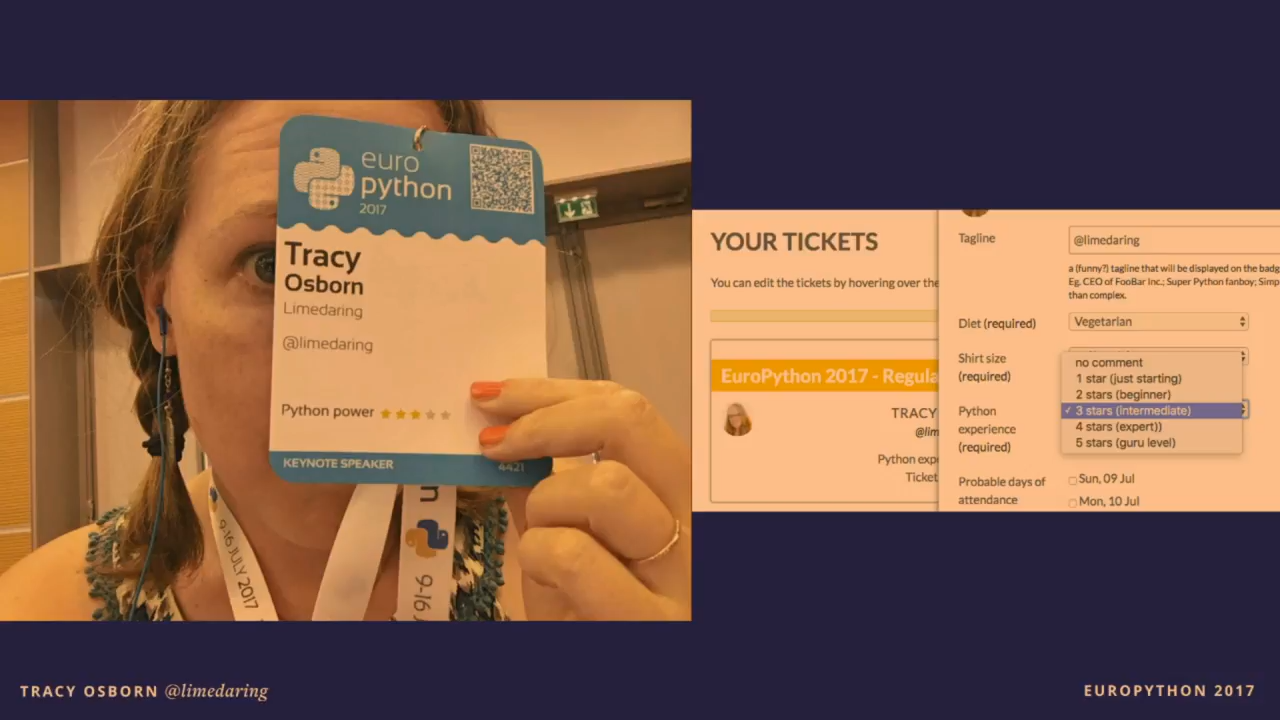 euro
python
2017
Tracy
Osborn
Limedaring
@limedaring
Python power
KEYNOTE SPEAKER
4421
9-16 JULY 2017
n
9-16
YOUR TICKETS
You can edit the tickets by hovering over the
EuroPython 2017 - Regula
TRACY
@lim
Python exp
Ticket
Tagline
@limedaring
a (funny?) tagline that will be displayed on the badg
Eg. CEO of FooBar Inc.; Super Python fanboy; Simp
than complex.
Diet (required)
Vegetarian
Shirt size
(required)
Python
experience
(required)
no comment
1 star (just starting)
2 stars (beginner)
✓ 3 stars (intermediate)
4 stars (expert))
5 stars (guru level)
Probable days of
attendance
Sun, 09 Jul
Mon, 10 Jul
TRACY OSBORN @limedaring
EUROPYTHON 2017